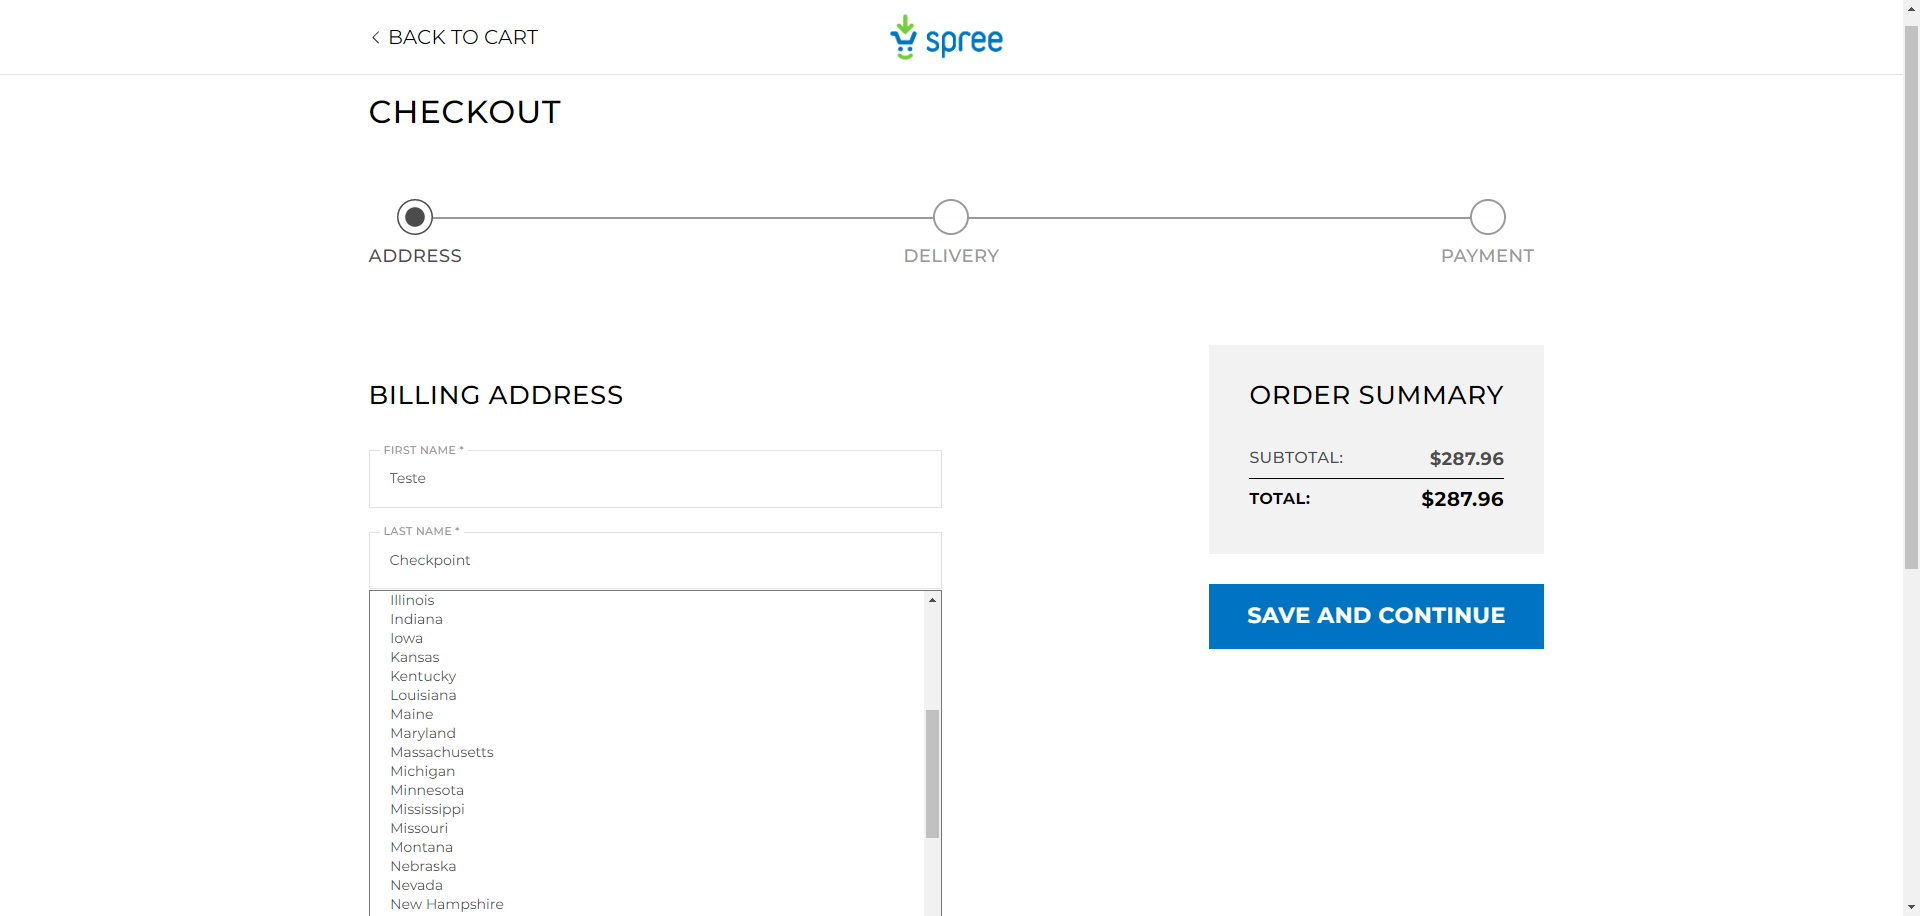 BACK TO CART
spree
CHECKOUT
ADDRESS
DELIVERY
PAYMENT
BILLING ADDRESS
FIRST NAME *
Teste
LAST NAME *
Checkpoint
Illinois
Indiana
Iowa
Kansas
Kentucky
Louisiana
Maine
Maryland
Massachusetts
Michigan
Minnesota
Mississippi
Missouri
Montana
Nebraska
Nevada
New Hampshire
ORDER SUMMARY
SUBTOTAL: $287.96
TOTAL: $287.96
SAVE AND CONTINUE